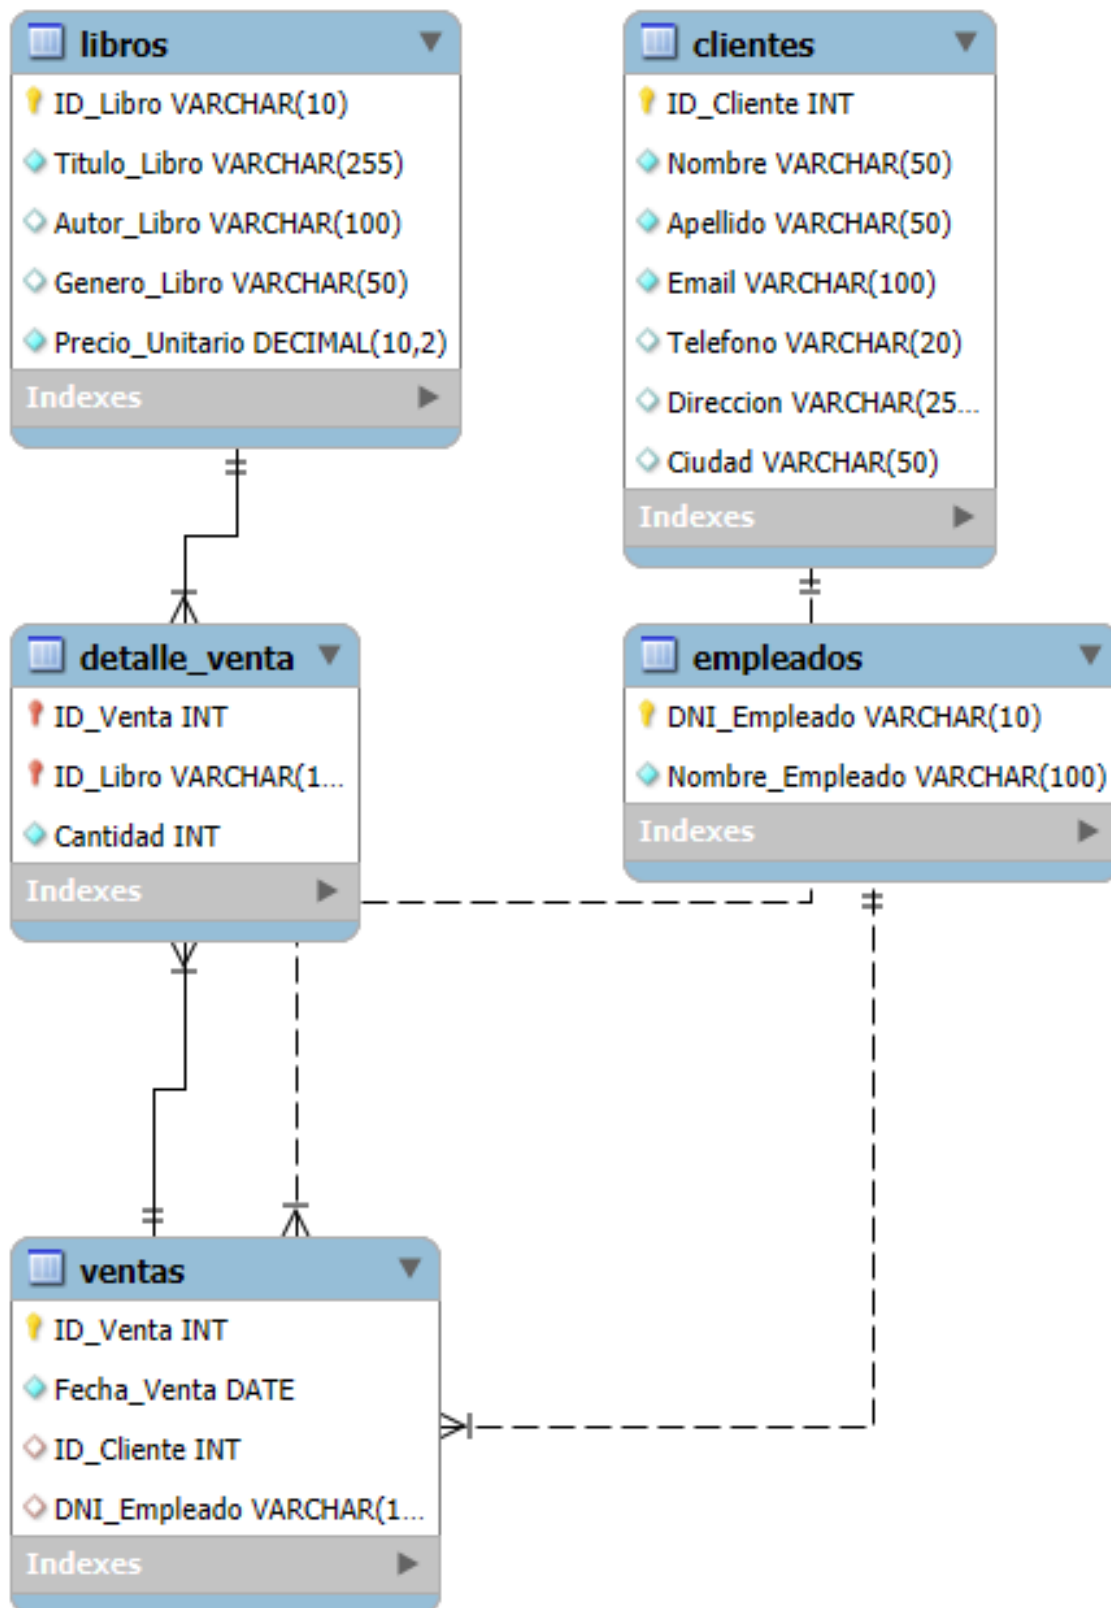 libros
ID_Libro VARCHAR(10)
Titulo_Libro VARCHAR(255)
Autor_Libro VARCHAR(100)
Genero_Libro VARCHAR(50)
Precio_Unitario DECIMAL(10,2)
Indexes
clientes
ID_Cliente INT
Nombre VARCHAR(50)
Apellido VARCHAR(50)
Email VARCHAR(100)
Telefono VARCHAR(20)
Direccion VARCHAR(25...
Ciudad VARCHAR(50)
Indexes
detalle_venta
ID_Venta INT
ID_Libro VARCHAR(1...
Cantidad INT
Indexes
empleados
DNI_Empleado VARCHAR(10)
Nombre_Empleado VARCHAR(100)
Indexes
ventas
ID_Venta INT
Fecha_Venta DATE
ID_Cliente INT
DNI_Empleado VARCHAR(1...
Indexes